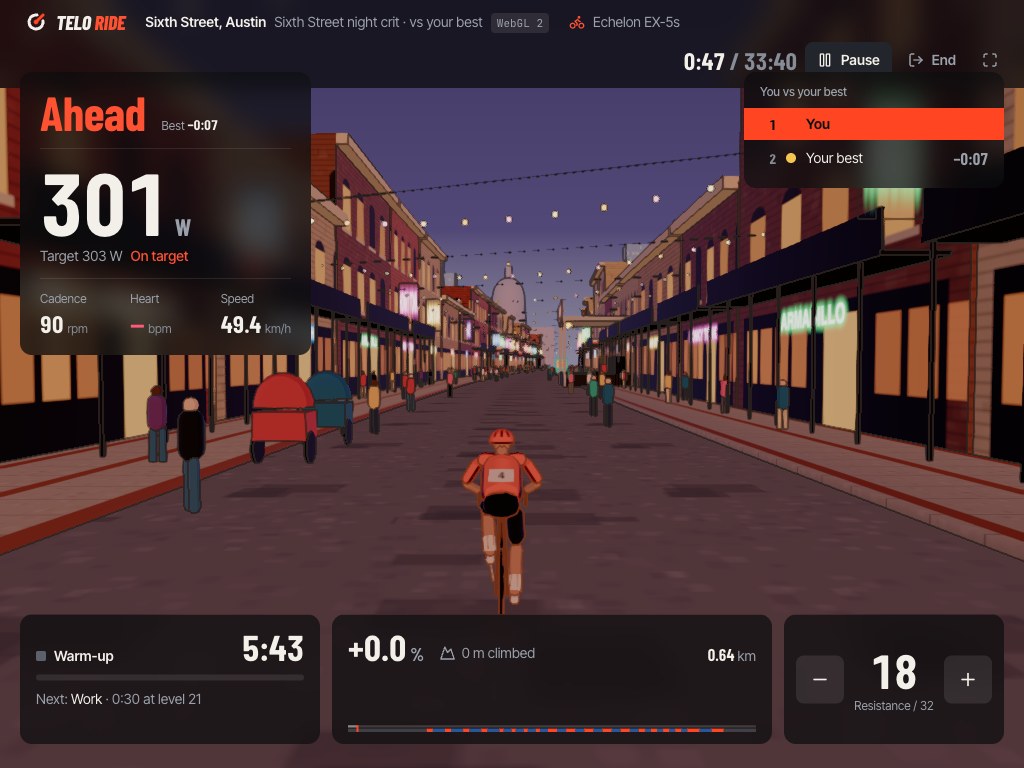 TELO RIDE Sixth Street, Austin Sixth Street night crit · vs your best WebGL 2 Echelon EX-5s
0:47 / 33:40 Pause End
Ahead Best −0:07
301 W
Target 303 W On target
Cadence Heart Speed
90 rpm — bpm 49.4 km/h
You vs your best
1 You
2 Your best −0:07
ARMADILLO
4
Warm-up 5:43
Next: Work · 0:30 at level 21
+0.0 % 0 m climbed 0.64 km
− 18 +
Resistance / 32